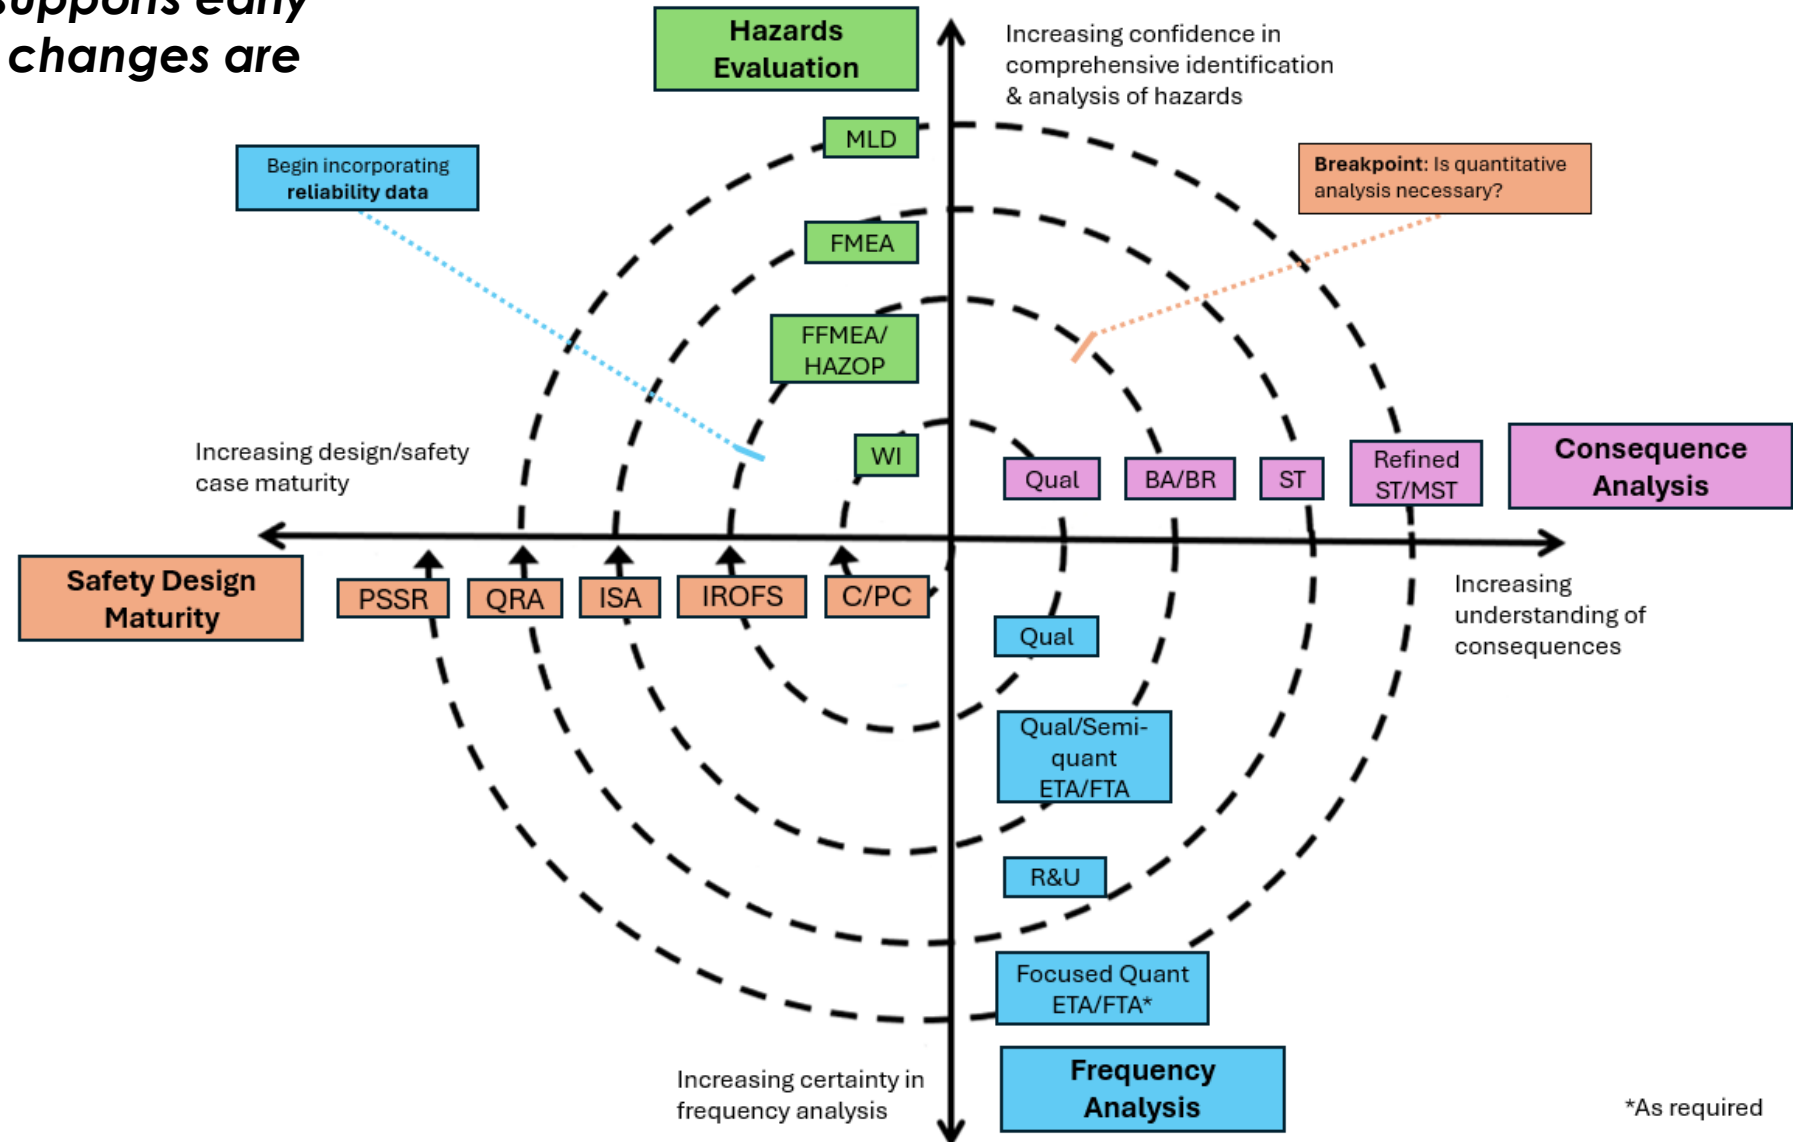 supports early
changes are
Hazards
Evaluation
Increasing confidence in
comprehensive identification
& analysis of hazards
MLD
Begin incorporating
reliability data
Breakpoint: Is quantitative
analysis necessary?
FMEA
FFMEA/
HAZOP
WI
Increasing design/safety
case maturity
Qual
BA/BR
ST
Refined
ST/MST
Consequence
Analysis
Safety Design
Maturity
PSSR
QRA
ISA
IROFS
C/PC
Increasing
understanding of
consequences
Qual
Qual/Semi-
quant
ETA/FTA
R&U
Focused Quant
ETA/FTA*
Increasing certainty in
frequency analysis
Frequency
Analysis
*As required